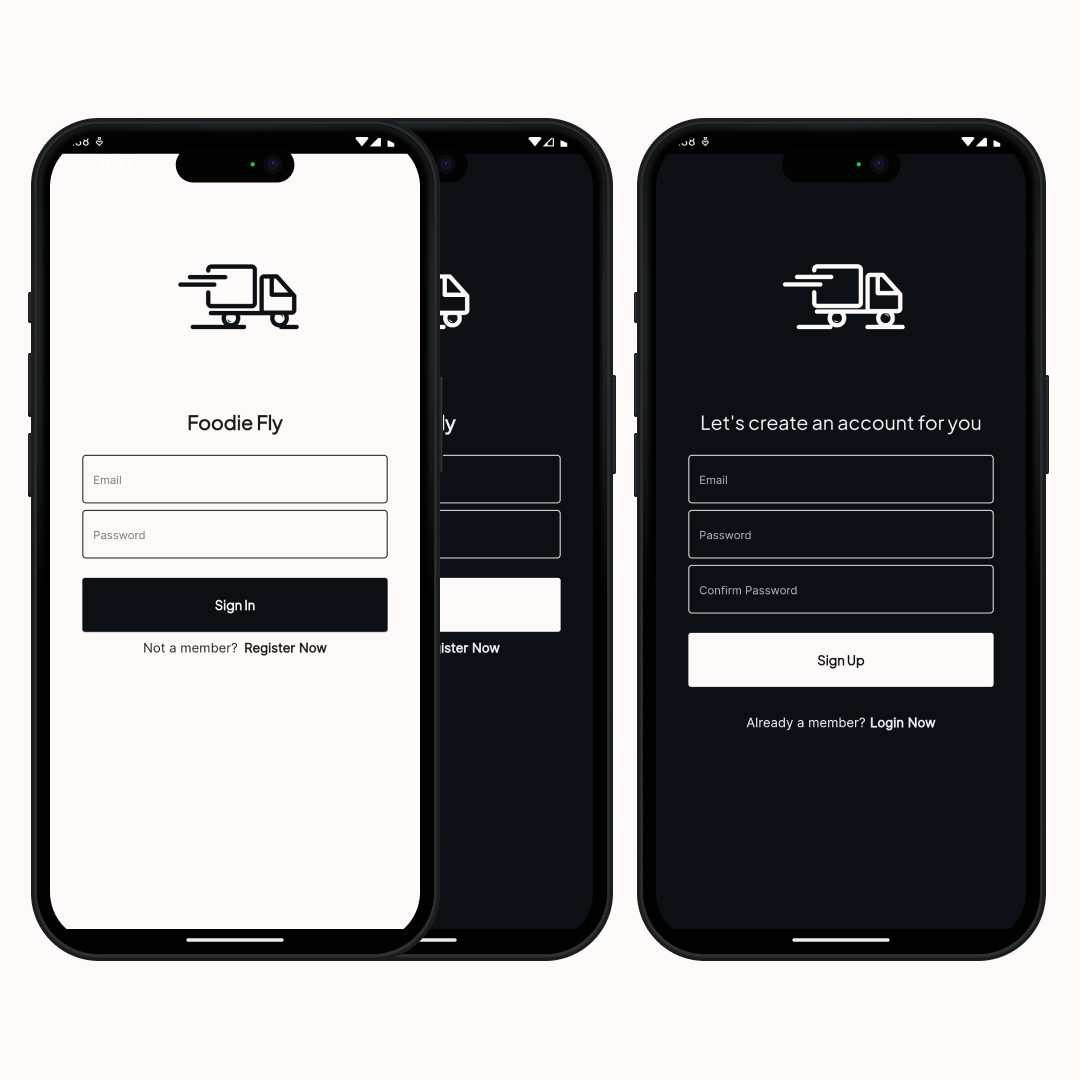 Foodie Fly
Email
Password
Sign In
Not a member? Register Now
ly
ister Now
Let's create an account for you
Email
Password
Confirm Password
Sign Up
Already a member? Login Now